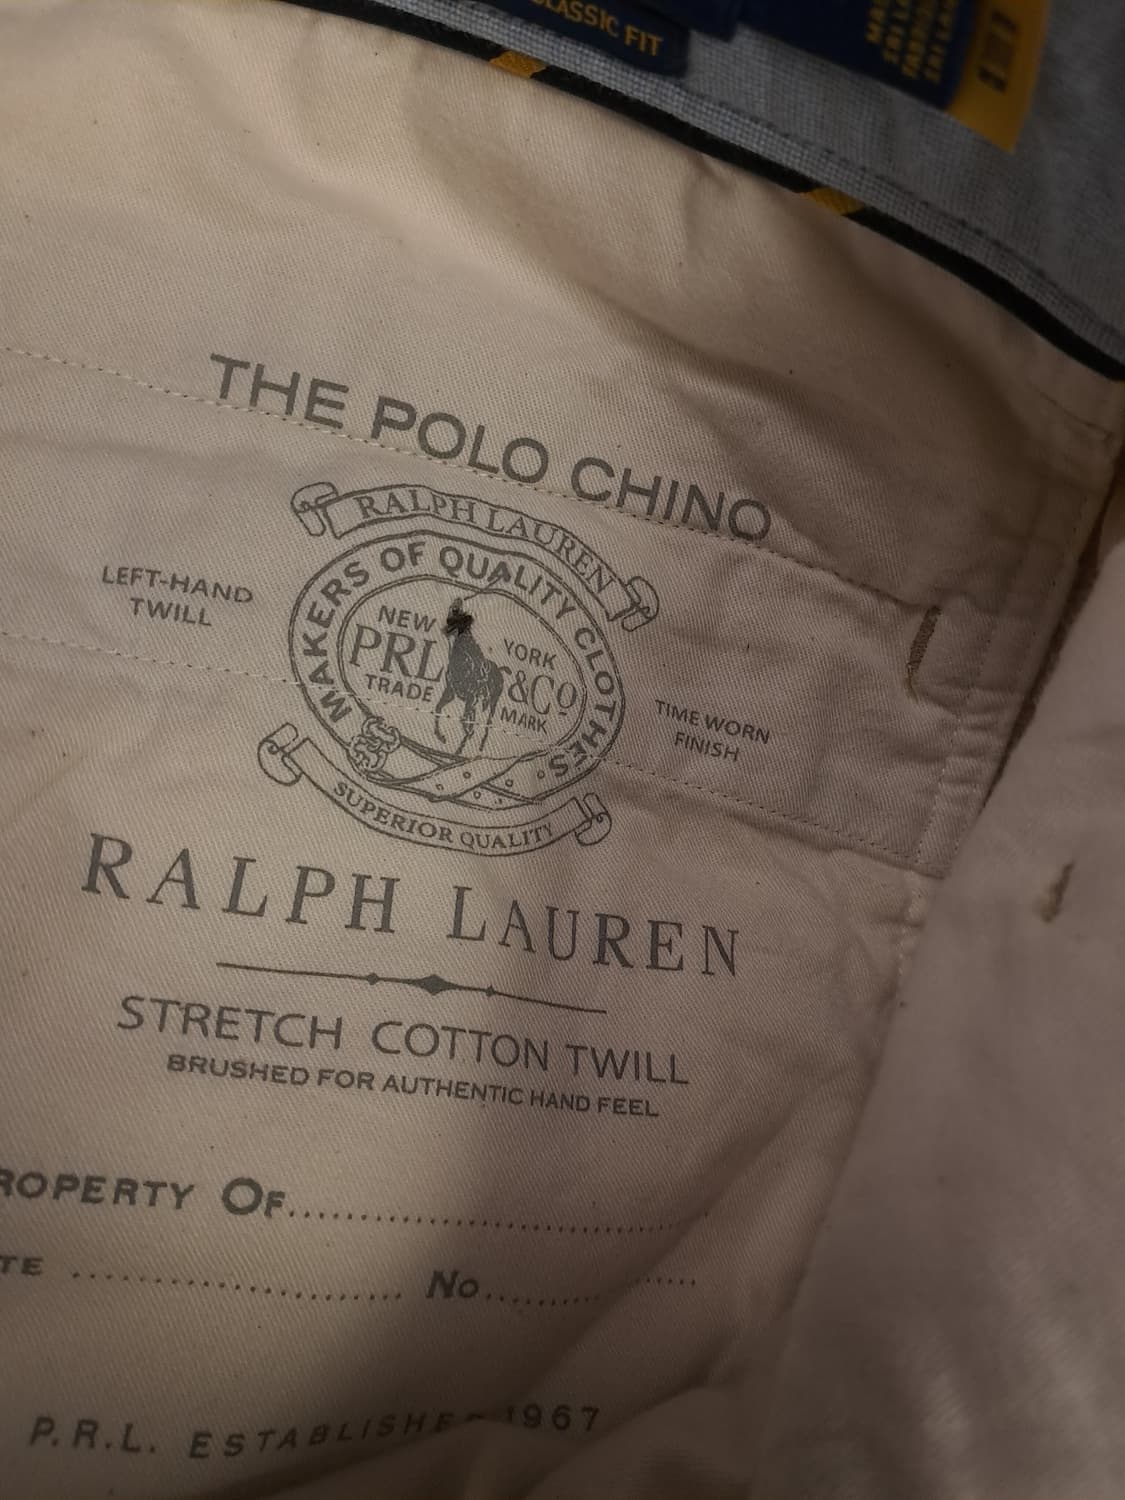 CLASSIC FIT
THE POLO CHINO
RALPH LAUREN
MAKERS OF QUALITY CLOTHES
LEFT-HAND
TWILL
NEW YORK
PRL &Co
TRADE MARK
TIME WORN
FINISH
SUPERIOR QUALITY
RALPH LAUREN
STRETCH COTTON TWILL
BRUSHED FOR AUTHENTIC HAND FEEL
ROPERTY OF
TE No
P.R.L. ESTABLISHE 1967